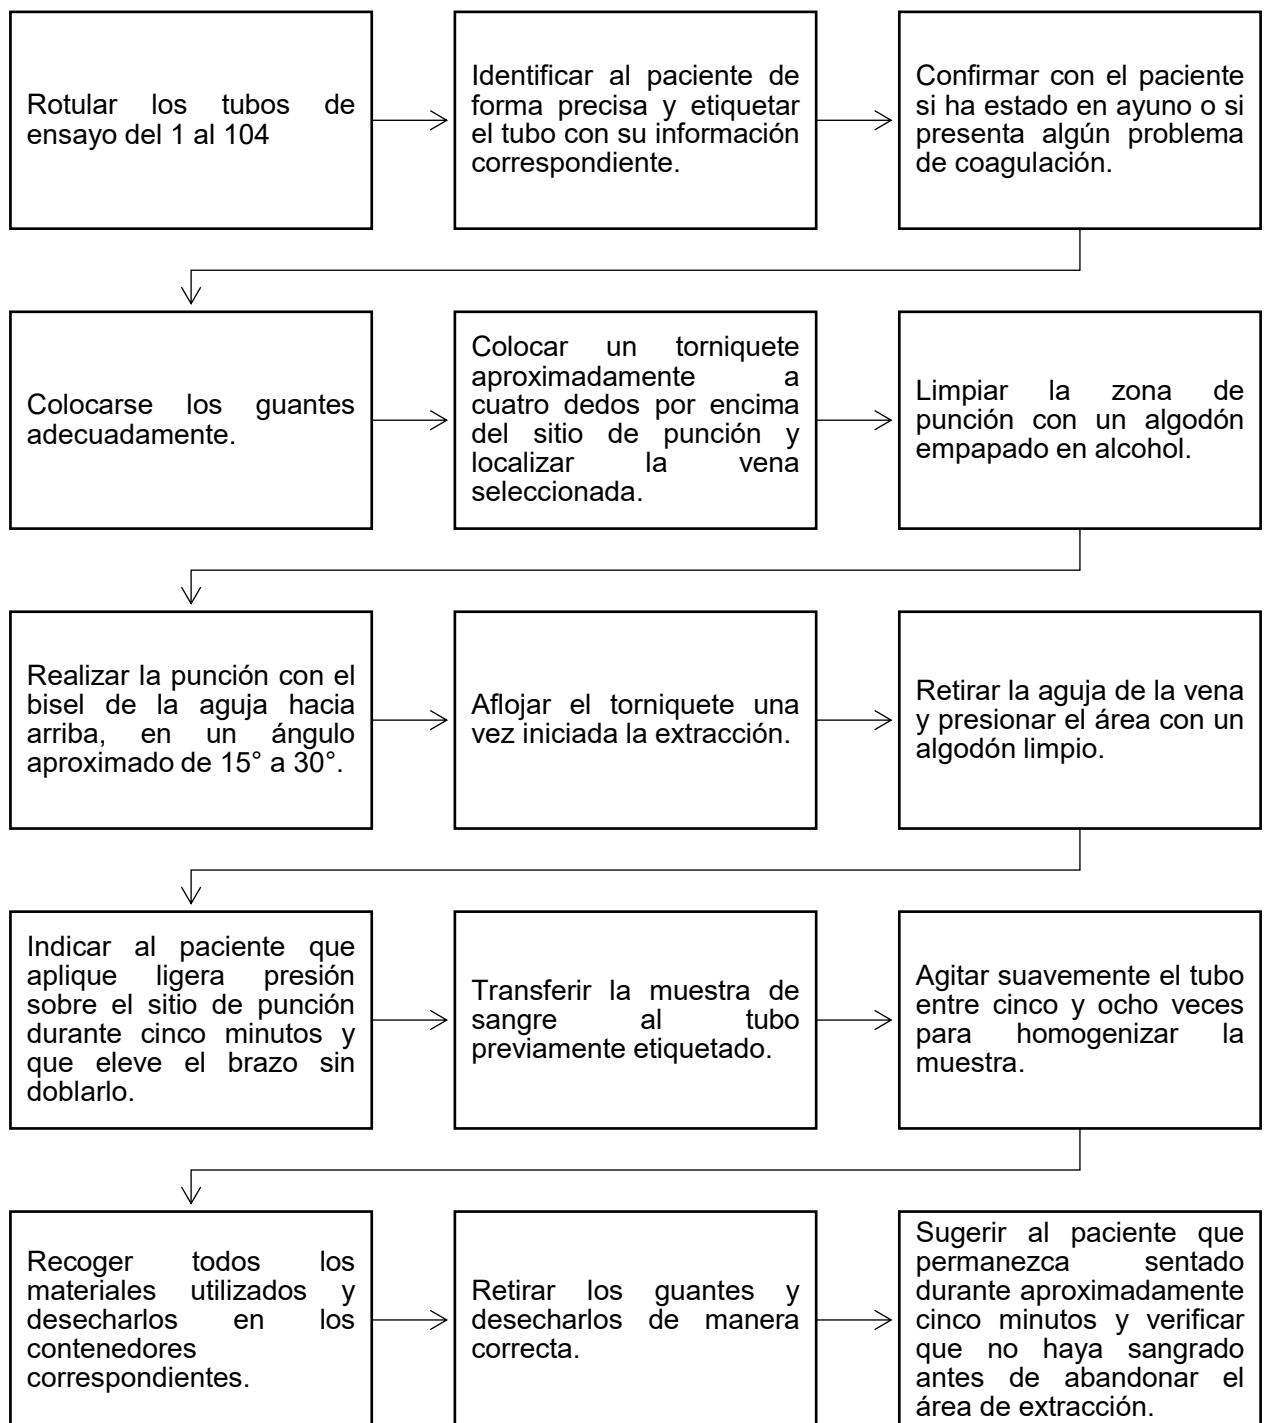 Rotular los tubos de
ensayo del 1 al 104
Identificar al paciente de
forma precisa y etiquetar
el tubo con su información
correspondiente.
Confirmar con el paciente
si ha estado en ayuno o si
presenta algún problema
de coagulación.
Colocarse los guantes
adecuadamente.
Colocar un torniquete
aproximadamente a
cuatro dedos por encima
del sitio de punción y
localizar la vena
seleccionada.
Limpiar la zona de
punción con un algodón
empapado en alcohol.
Realizar la punción con el
bisel de la aguja hacia
arriba, en un ángulo
aproximado de 15° a 30°.
Aflojar el torniquete una
vez iniciada la extracción.
Retirar la aguja de la vena
y presionar el área con un
algodón limpio.
Indicar al paciente que
aplique ligera presión
sobre el sitio de punción
durante cinco minutos y
que eleve el brazo sin
doblarlo.
Transferir la muestra de
sangre al tubo
previamente etiquetado.
Agitar suavemente el tubo
entre cinco y ocho veces
para homogenizar la
muestra.
Recoger todos los
materiales utilizados y
desecharlos en los
contenedores
correspondientes.
Retirar los guantes y
desecharlos de manera
correcta.
Sugerir al paciente que
permanezca sentado
durante aproximadamente
cinco minutos y verificar
que no haya sangrado
antes de abandonar el
área de extracción.